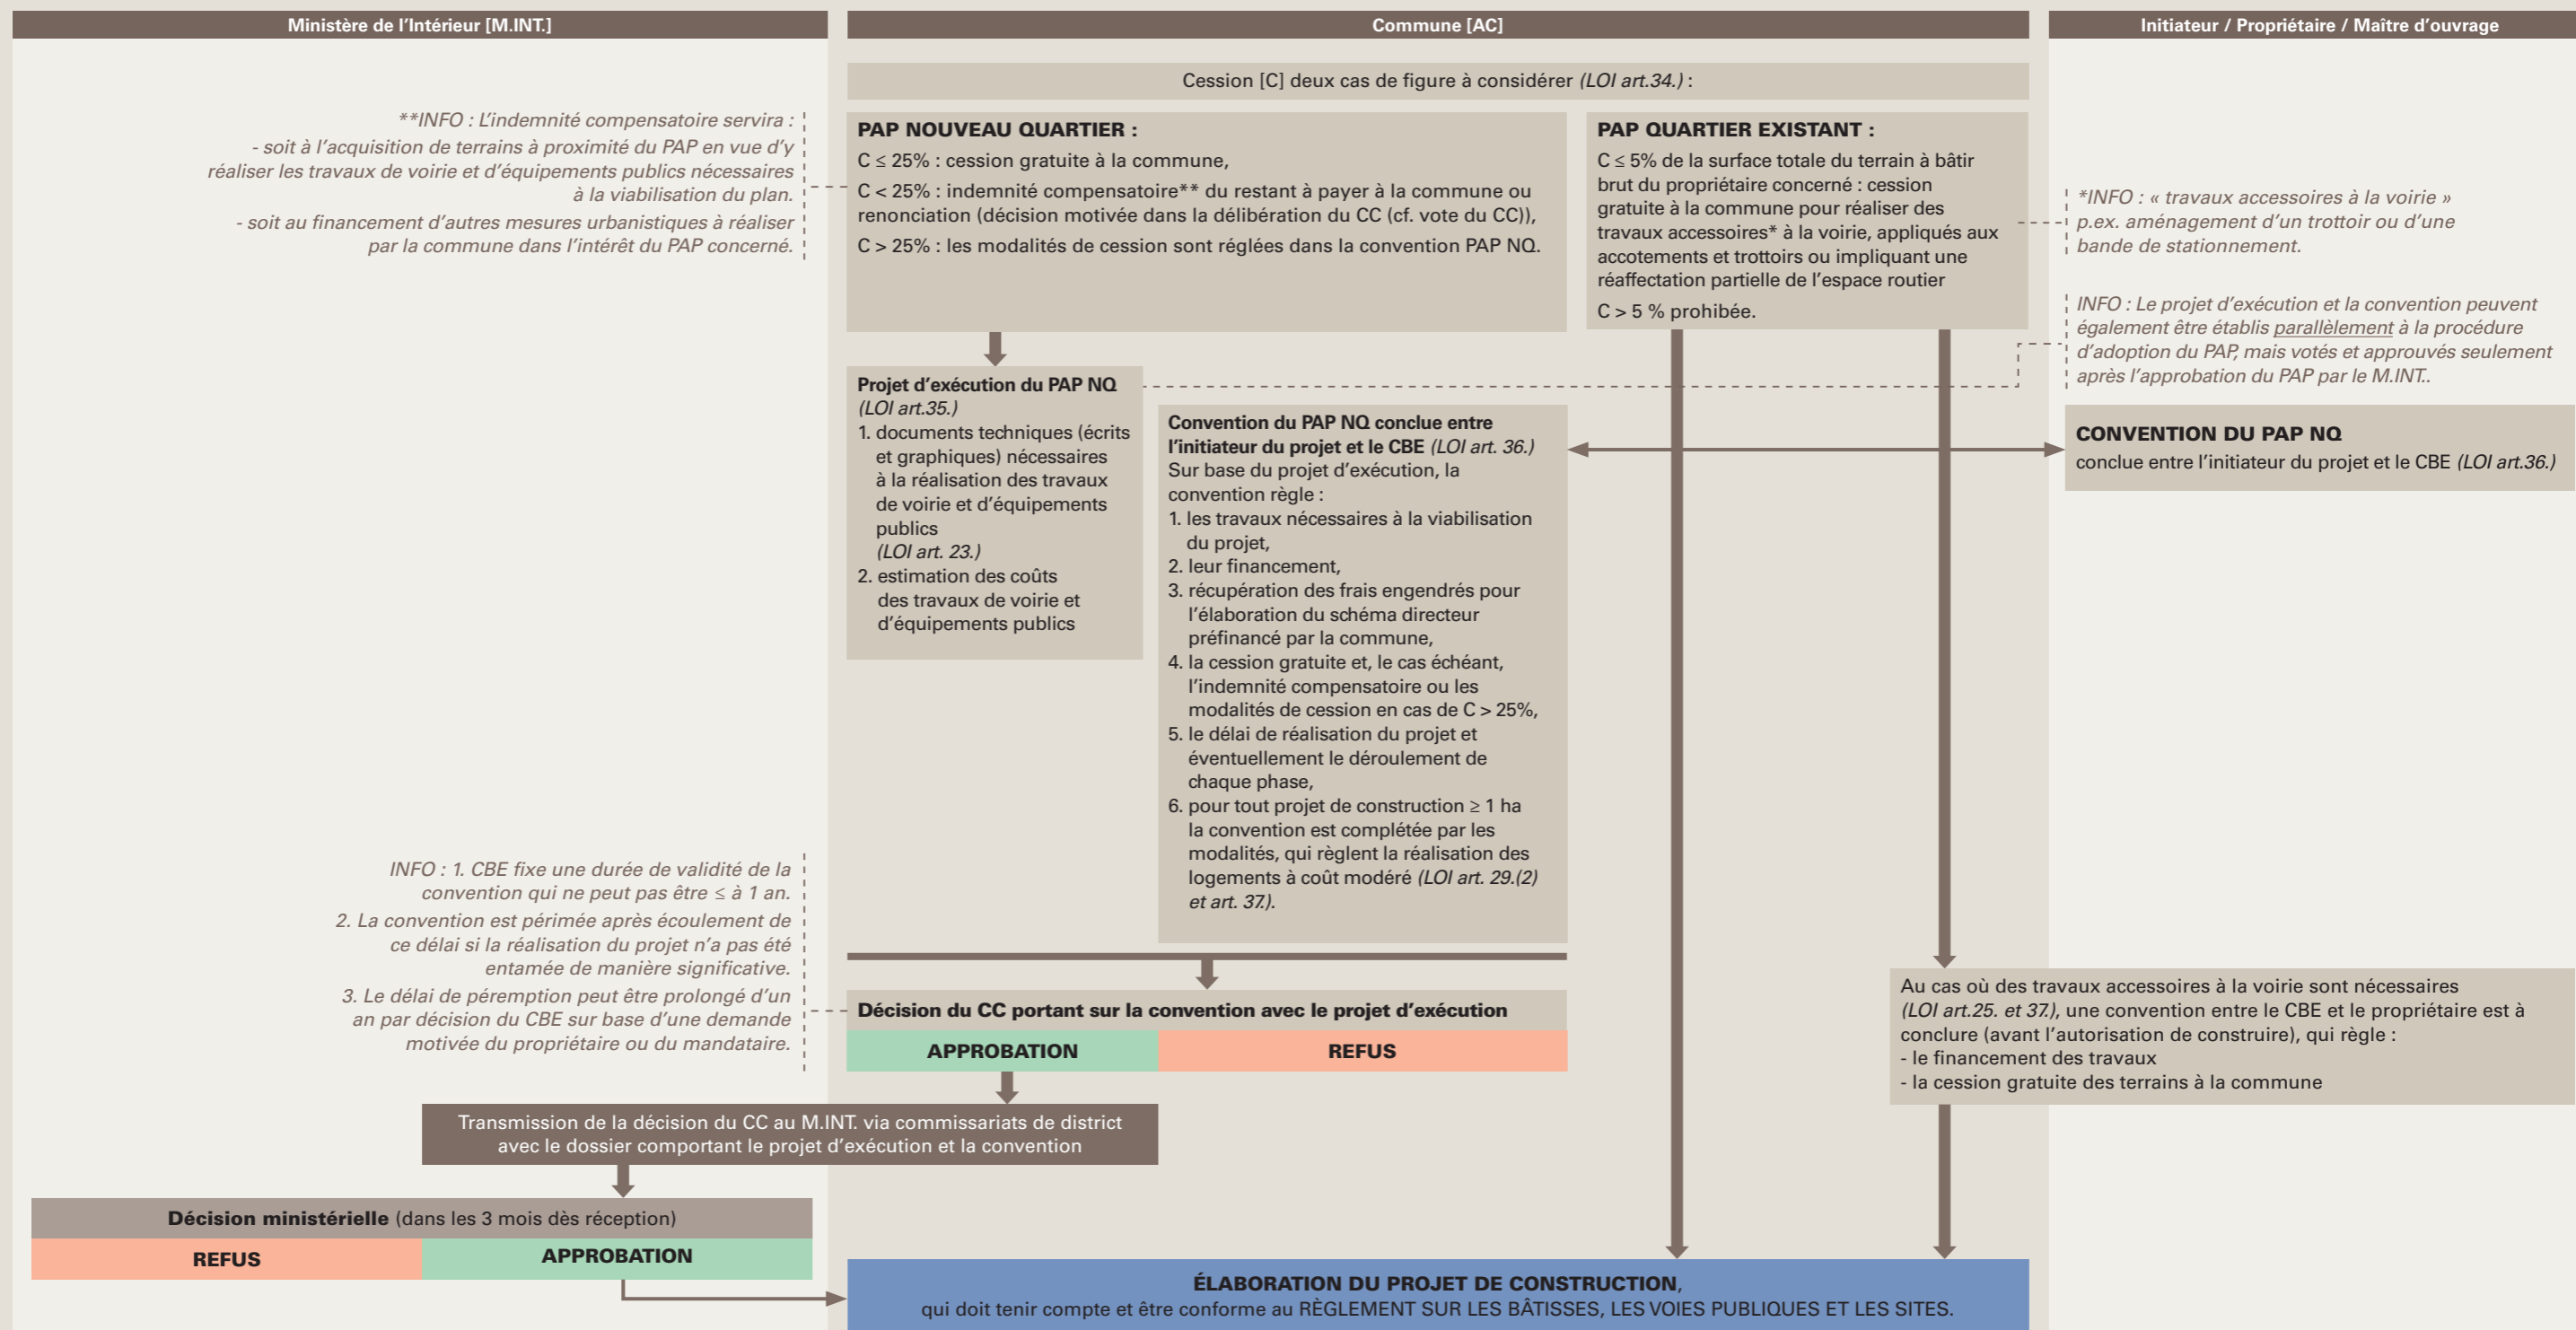 Ministère de l’Intérieur [M.INT.]
Commune [AC]
Initiateur / Propriétaire / Maître d’ouvrage
Cession [C] deux cas de figure à considérer (LOI art.34.) :
**INFO : L’indemnité compensatoire servira :
- soit à l’acquisition de terrains à proximité du PAP en vue d’y
réaliser les travaux de voirie et d’équipements publics nécessaires
à la viabilisation du plan.
- soit au financement d’autres mesures urbanistiques à réaliser
par la commune dans l’intérêt du PAP concerné.
PAP NOUVEAU QUARTIER :
C ≤ 25% : cession gratuite à la commune,
C < 25% : indemnité compensatoire** du restant à payer à la commune ou
renonciation (décision motivée dans la délibération du CC (cf. vote du CC)),
C > 25% : les modalités de cession sont réglées dans la convention PAP NQ.
PAP QUARTIER EXISTANT :
C ≤ 5% de la surface totale du terrain à bâtir
brut du propriétaire concerné : cession
gratuite à la commune pour réaliser des
travaux accessoires* à la voirie, appliqués aux
accotements et trottoirs ou impliquant une
réaffectation partielle de l’espace routier
C > 5 % prohibée.
*INFO : « travaux accessoires à la voirie »
p.ex. aménagement d’un trottoir ou d’une
bande de stationnement.
INFO : Le projet d’exécution et la convention peuvent
également être établis parallèlement à la procédure
d’adoption du PAP, mais votés et approuvés seulement
après l’approbation du PAP par le M.INT..
Projet d’exécution du PAP NQ
(LOI art.35.)
1. documents techniques (écrits
et graphiques) nécessaires
à la réalisation des travaux
de voirie et d’équipements
publics
(LOI art. 23.)
2. estimation des coûts
des travaux de voirie et
d’équipements publics
Convention du PAP NQ conclue entre
l’initiateur du projet et le CBE (LOI art. 36.)
Sur base du projet d’exécution, la
convention règle :
1. les travaux nécessaires à la viabilisation
du projet,
2. leur financement,
3. récupération des frais engendrés pour
l’élaboration du schéma directeur
préfinancé par la commune,
4. la cession gratuite et, le cas échéant,
l’indemnité compensatoire ou les
modalités de cession en cas de C > 25%,
5. le délai de réalisation du projet et
éventuellement le déroulement de
chaque phase,
6. pour tout projet de construction ≥ 1 ha
la convention est complétée par les
modalités, qui règlent la réalisation des
logements à coût modéré (LOI art. 29.(2)
et art. 37.).
CONVENTION DU PAP NQ
conclue entre l’initiateur du projet et le CBE (LOI art.36.)
INFO : 1. CBE fixe une durée de validité de la
convention qui ne peut pas être ≤ à 1 an.
2. La convention est périmée après écoulement de
ce délai si la réalisation du projet n’a pas été
entamée de manière significative.
3. Le délai de péremption peut être prolongé d’un
an par décision du CBE sur base d’une demande
motivée du propriétaire ou du mandataire.
Décision du CC portant sur la convention avec le projet d’exécution
APPROBATION
REFUS
Au cas où des travaux accessoires à la voirie sont nécessaires
(LOI art.25. et 37.), une convention entre le CBE et le propriétaire est à
conclure (avant l’autorisation de construire), qui règle :
- le financement des travaux
- la cession gratuite des terrains à la commune
Transmission de la décision du CC au M.INT. via commissariats de district
avec le dossier comportant le projet d’exécution et la convention
Décision ministérielle (dans les 3 mois dès réception)
REFUS
APPROBATION
ÉLABORATION DU PROJET DE CONSTRUCTION,
qui doit tenir compte et être conforme au RÈGLEMENT SUR LES BÂTISSES, LES VOIES PUBLIQUES ET LES SITES.